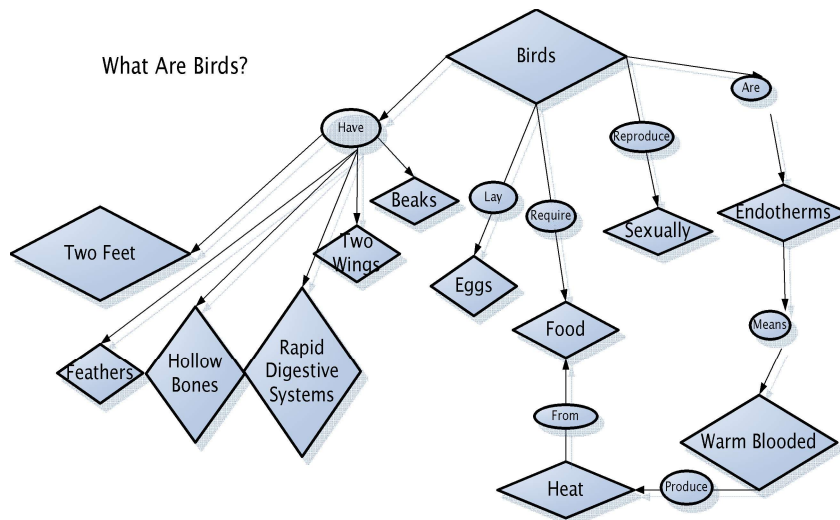 What Are Birds?
Birds
Are
Have
Reproduce
Beaks
Lay
Require
Endotherms
Sexually
Two Feet
Two
Wings
Eggs
Food
Means
Feathers
Hollow
Bones
Rapid
Digestive
Systems
From
Warm Blooded
Heat
Produce